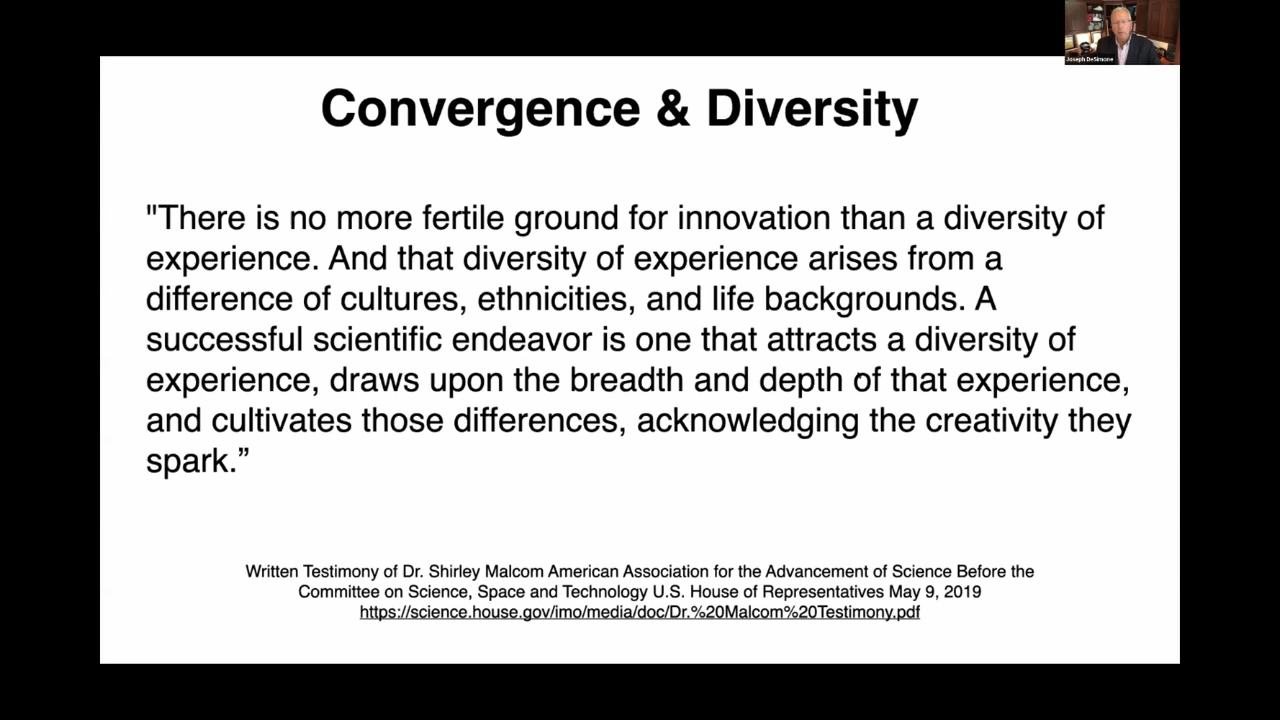 Joseph DeSimone
Convergence & Diversity
"There is no more fertile ground for innovation than a diversity of
experience. And that diversity of experience arises from a
difference of cultures, ethnicities, and life backgrounds. A
successful scientific endeavor is one that attracts a diversity of
experience, draws upon the breadth and depth of that experience,
and cultivates those differences, acknowledging the creativity they
spark.”
Written Testimony of Dr. Shirley Malcom American Association for the Advancement of Science Before the
Committee on Science, Space and Technology U.S. House of Representatives May 9, 2019
https://science.house.gov/imo/media/doc/Dr.%20Malcom%20Testimony.pdf